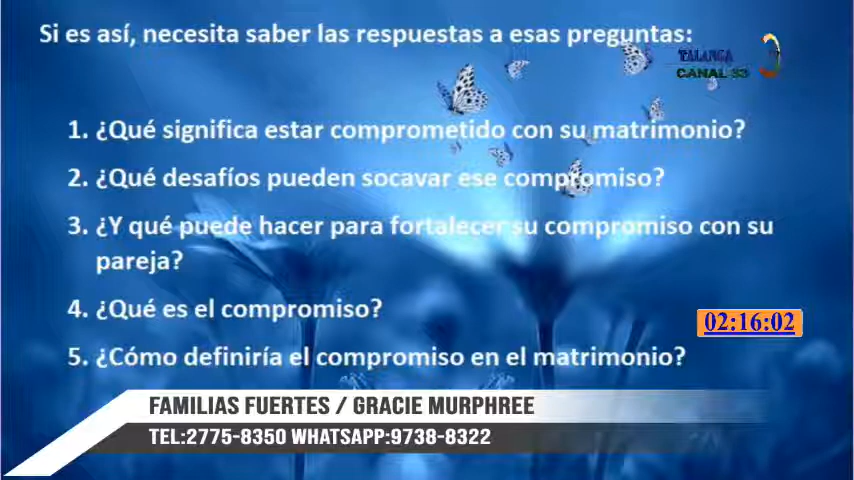 Si es así, necesita saber las respuestas a esas preguntas:
TALANGA
CANAL 33
1. ¿Qué significa estar comprometido con su matrimonio?
2. ¿Qué desafíos pueden socavar ese compromiso?
3. ¿Y qué puede hacer para fortalecer su compromiso con su
pareja?
4. ¿Qué es el compromiso?
02:16:02
5. ¿Cómo definiría el compromiso en el matrimonio?
FAMILIAS FUERTES / GRACIE MURPHREE
TEL:2775-8350 WHATSAPP:9738-8322